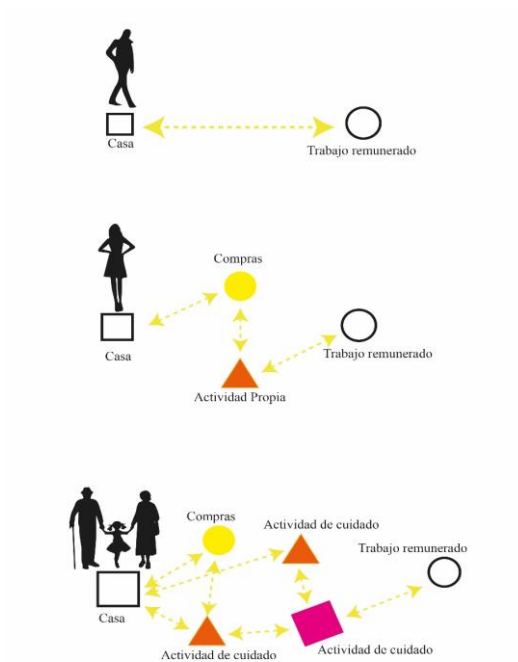 Casa
Trabajo remunerado
Compras
Casa
Trabajo remunerado
Actividad Propia
Compras
Actividad de cuidado
Trabajo remunerado
Casa
Actividad de cuidado
Actividad de cuidado